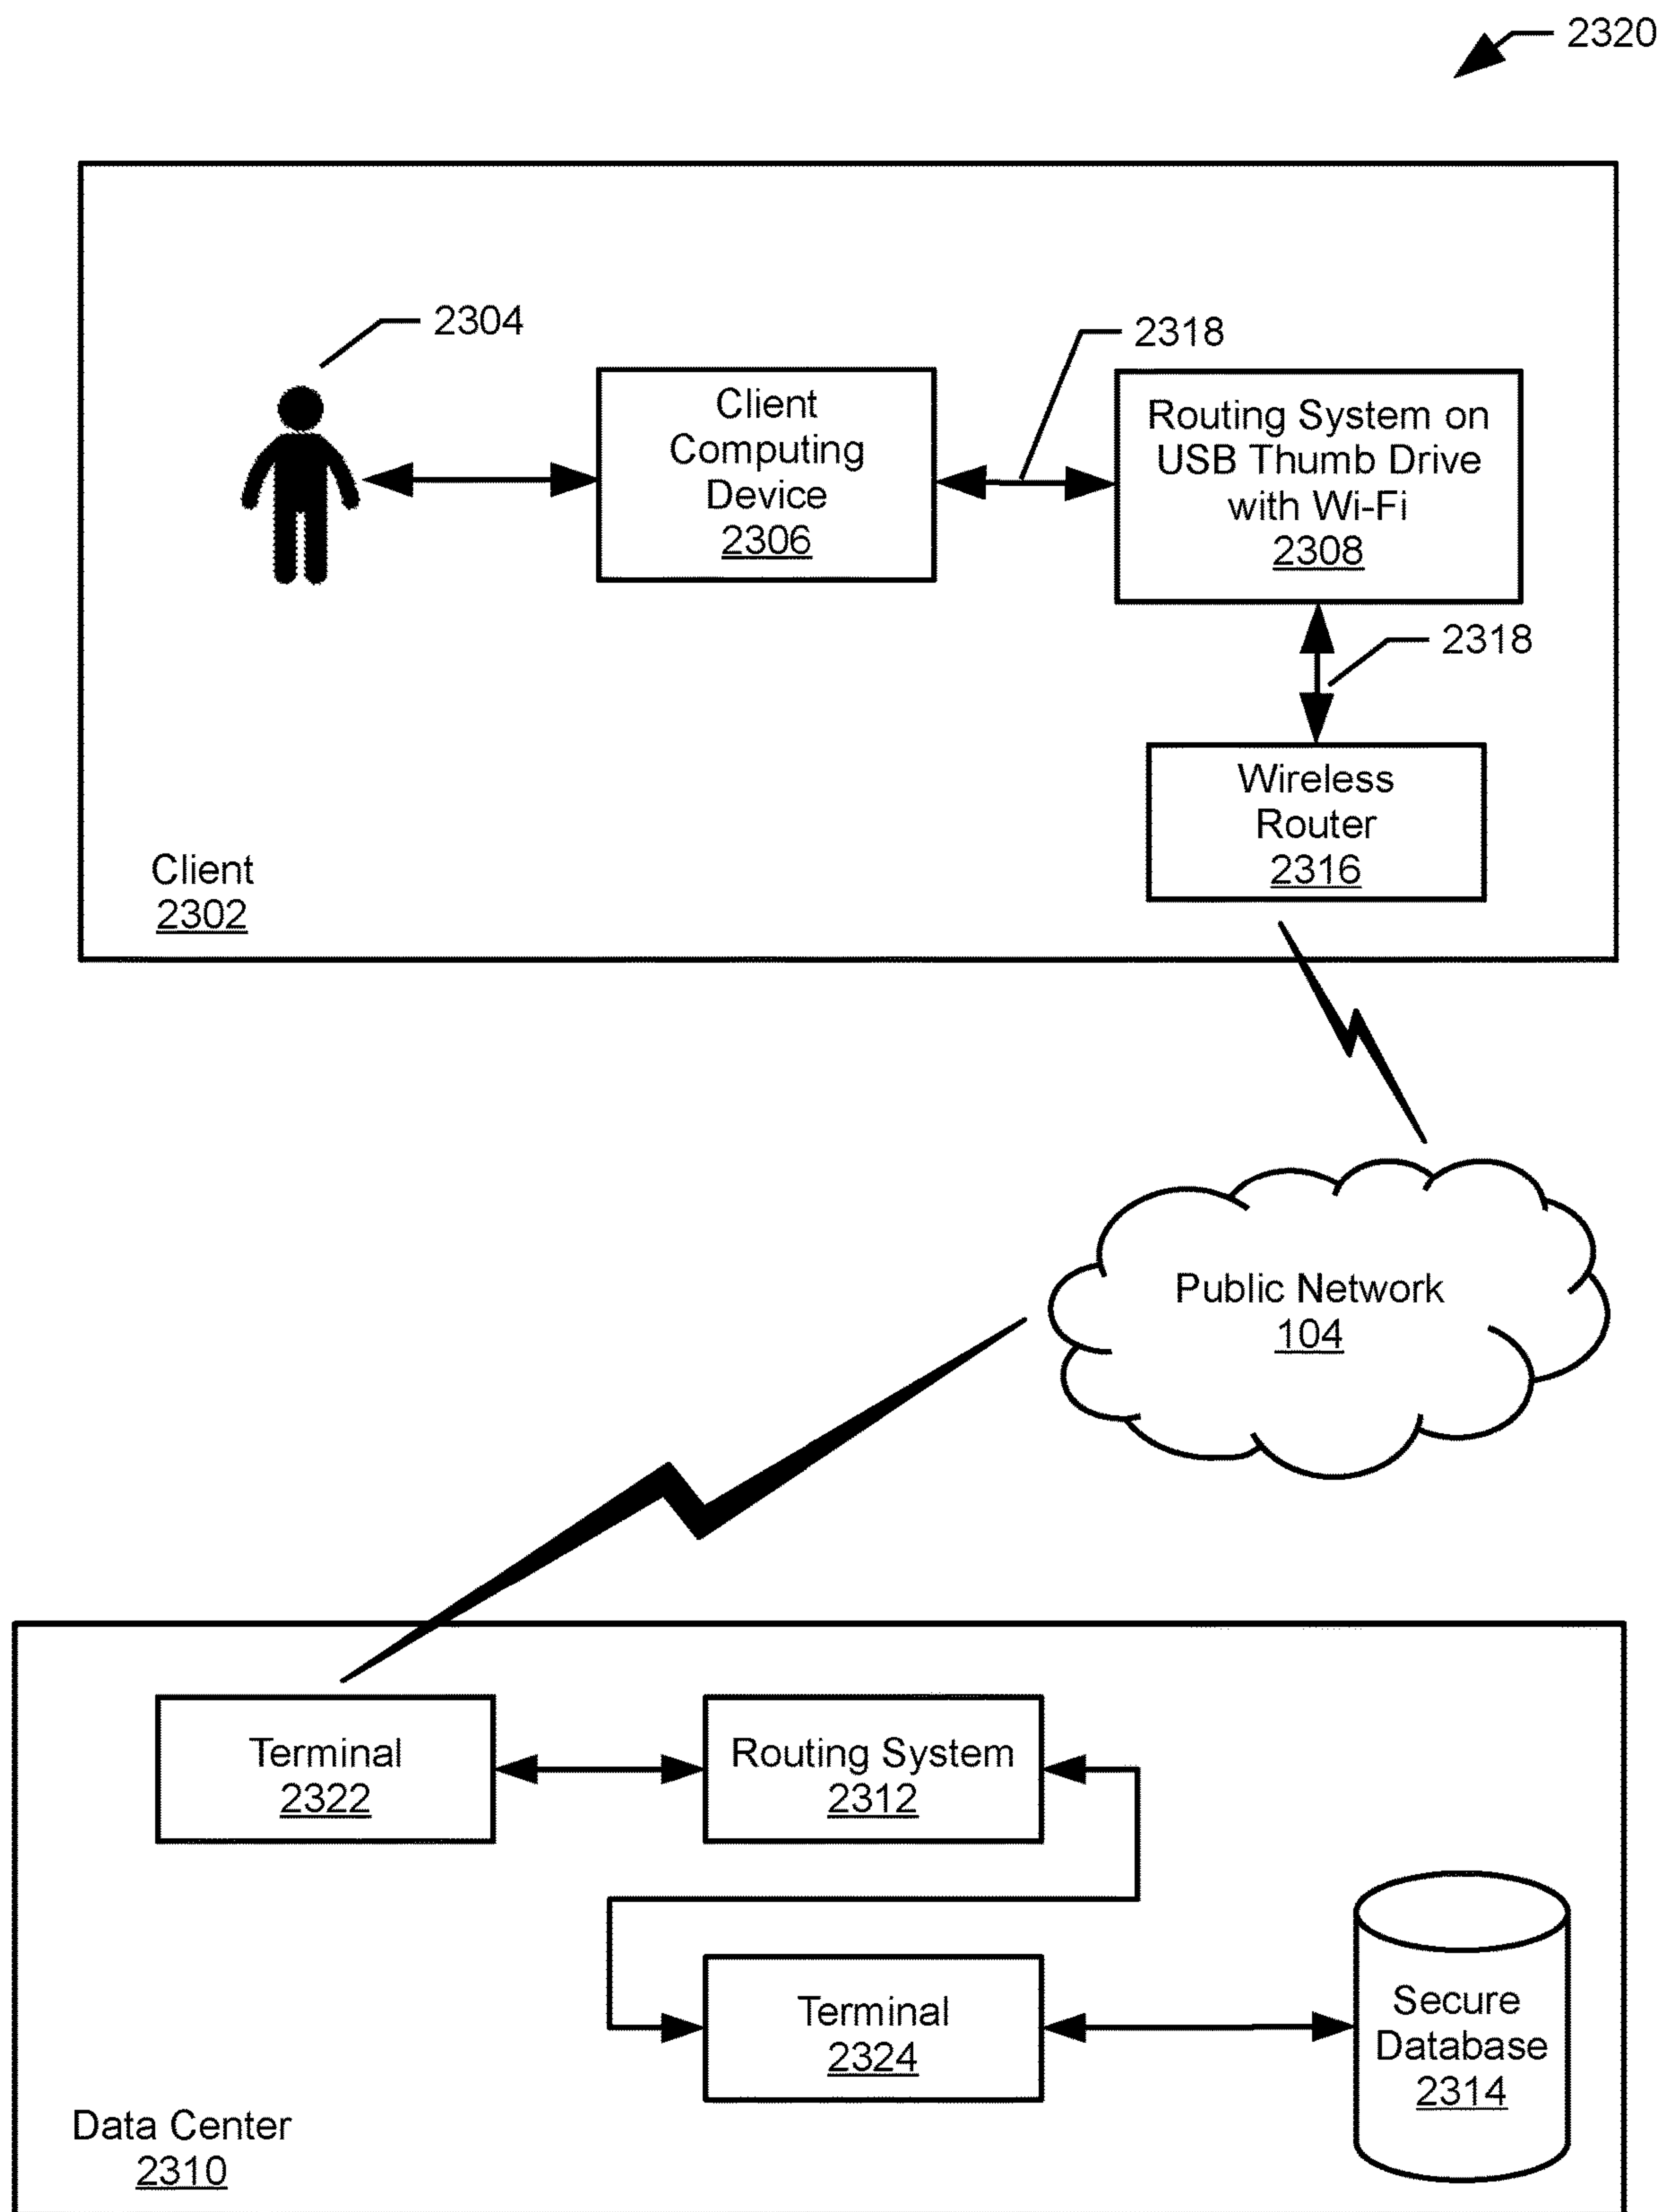 2320
2304
2318
Client
Computing
Device
2306
Routing System on
USB Thumb Drive
with Wi-Fi
2308
2318
Wireless
Router
2316
Client
2302
Public Network
104
Terminal
2322
Routing System
2312
Terminal
2324
Secure
Database
2314
Data Center
2310